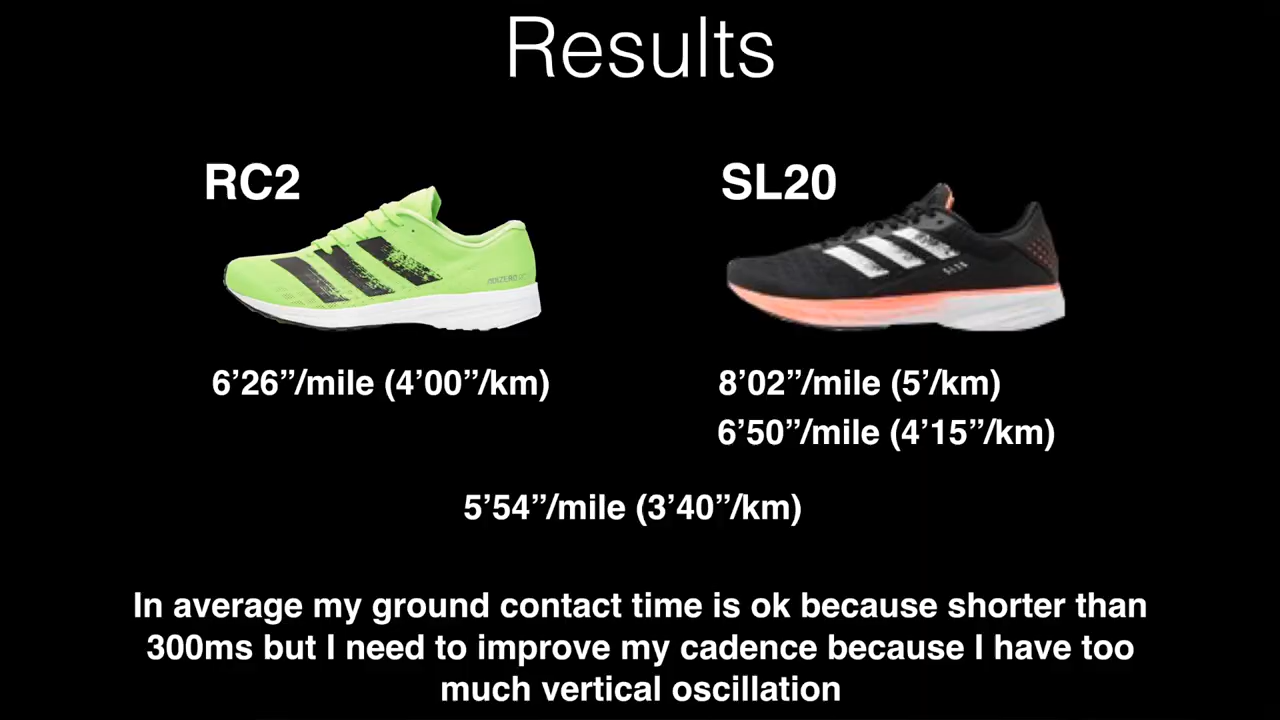 Results
RC2
SL20
6’26”/mile (4’00”/km)
8’02”/mile (5’/km)
6’50”/mile (4’15”/km)
5’54”/mile (3’40”/km)
In average my ground contact time is ok because shorter than
300ms but I need to improve my cadence because I have too
much vertical oscillation